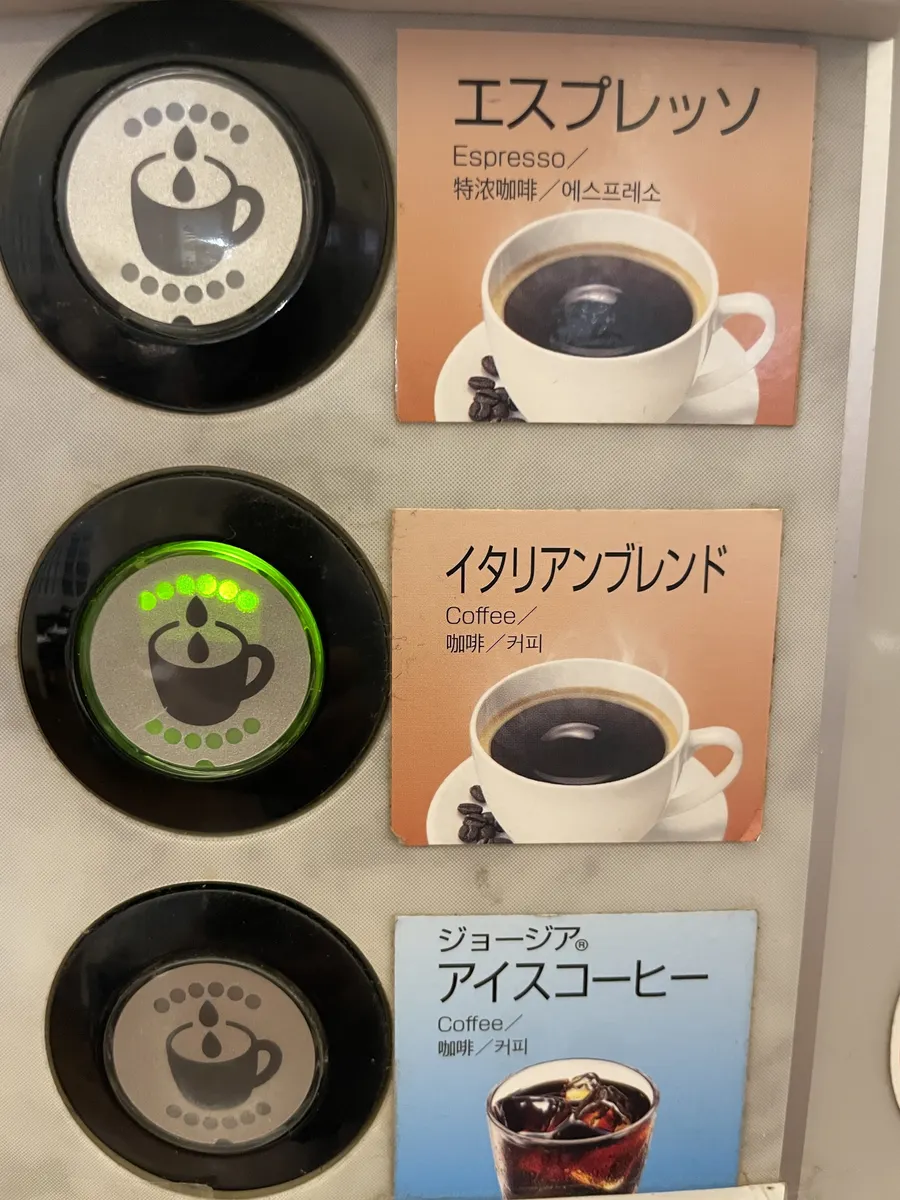 エスプレッソ
Espresso／
特浓咖啡／에스프레소
イタリアンブレンド
Coffee／
咖啡／커피
ジョージア®
アイスコーヒー
Coffee／
咖啡／커피